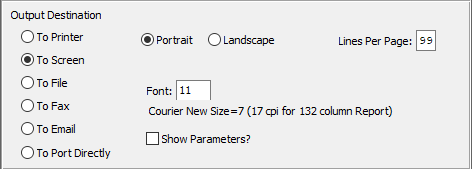 Output Destination
To Printer
Portrait Landscape Lines Per Page: 99
To Screen
To File
Font: 11
To Fax
Courier New Size=7 (17 cpi for 132 column Report)
To Email
Show Parameters?
To Port Directly